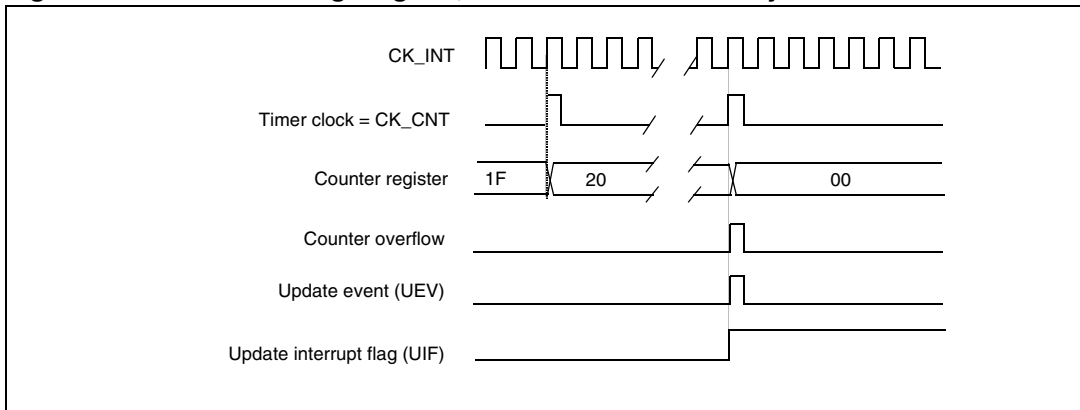 CK_INT
Timer clock = CK_CNT
Counter register 1F 20 00
Counter overflow
Update event (UEV)
Update interrupt flag (UIF)